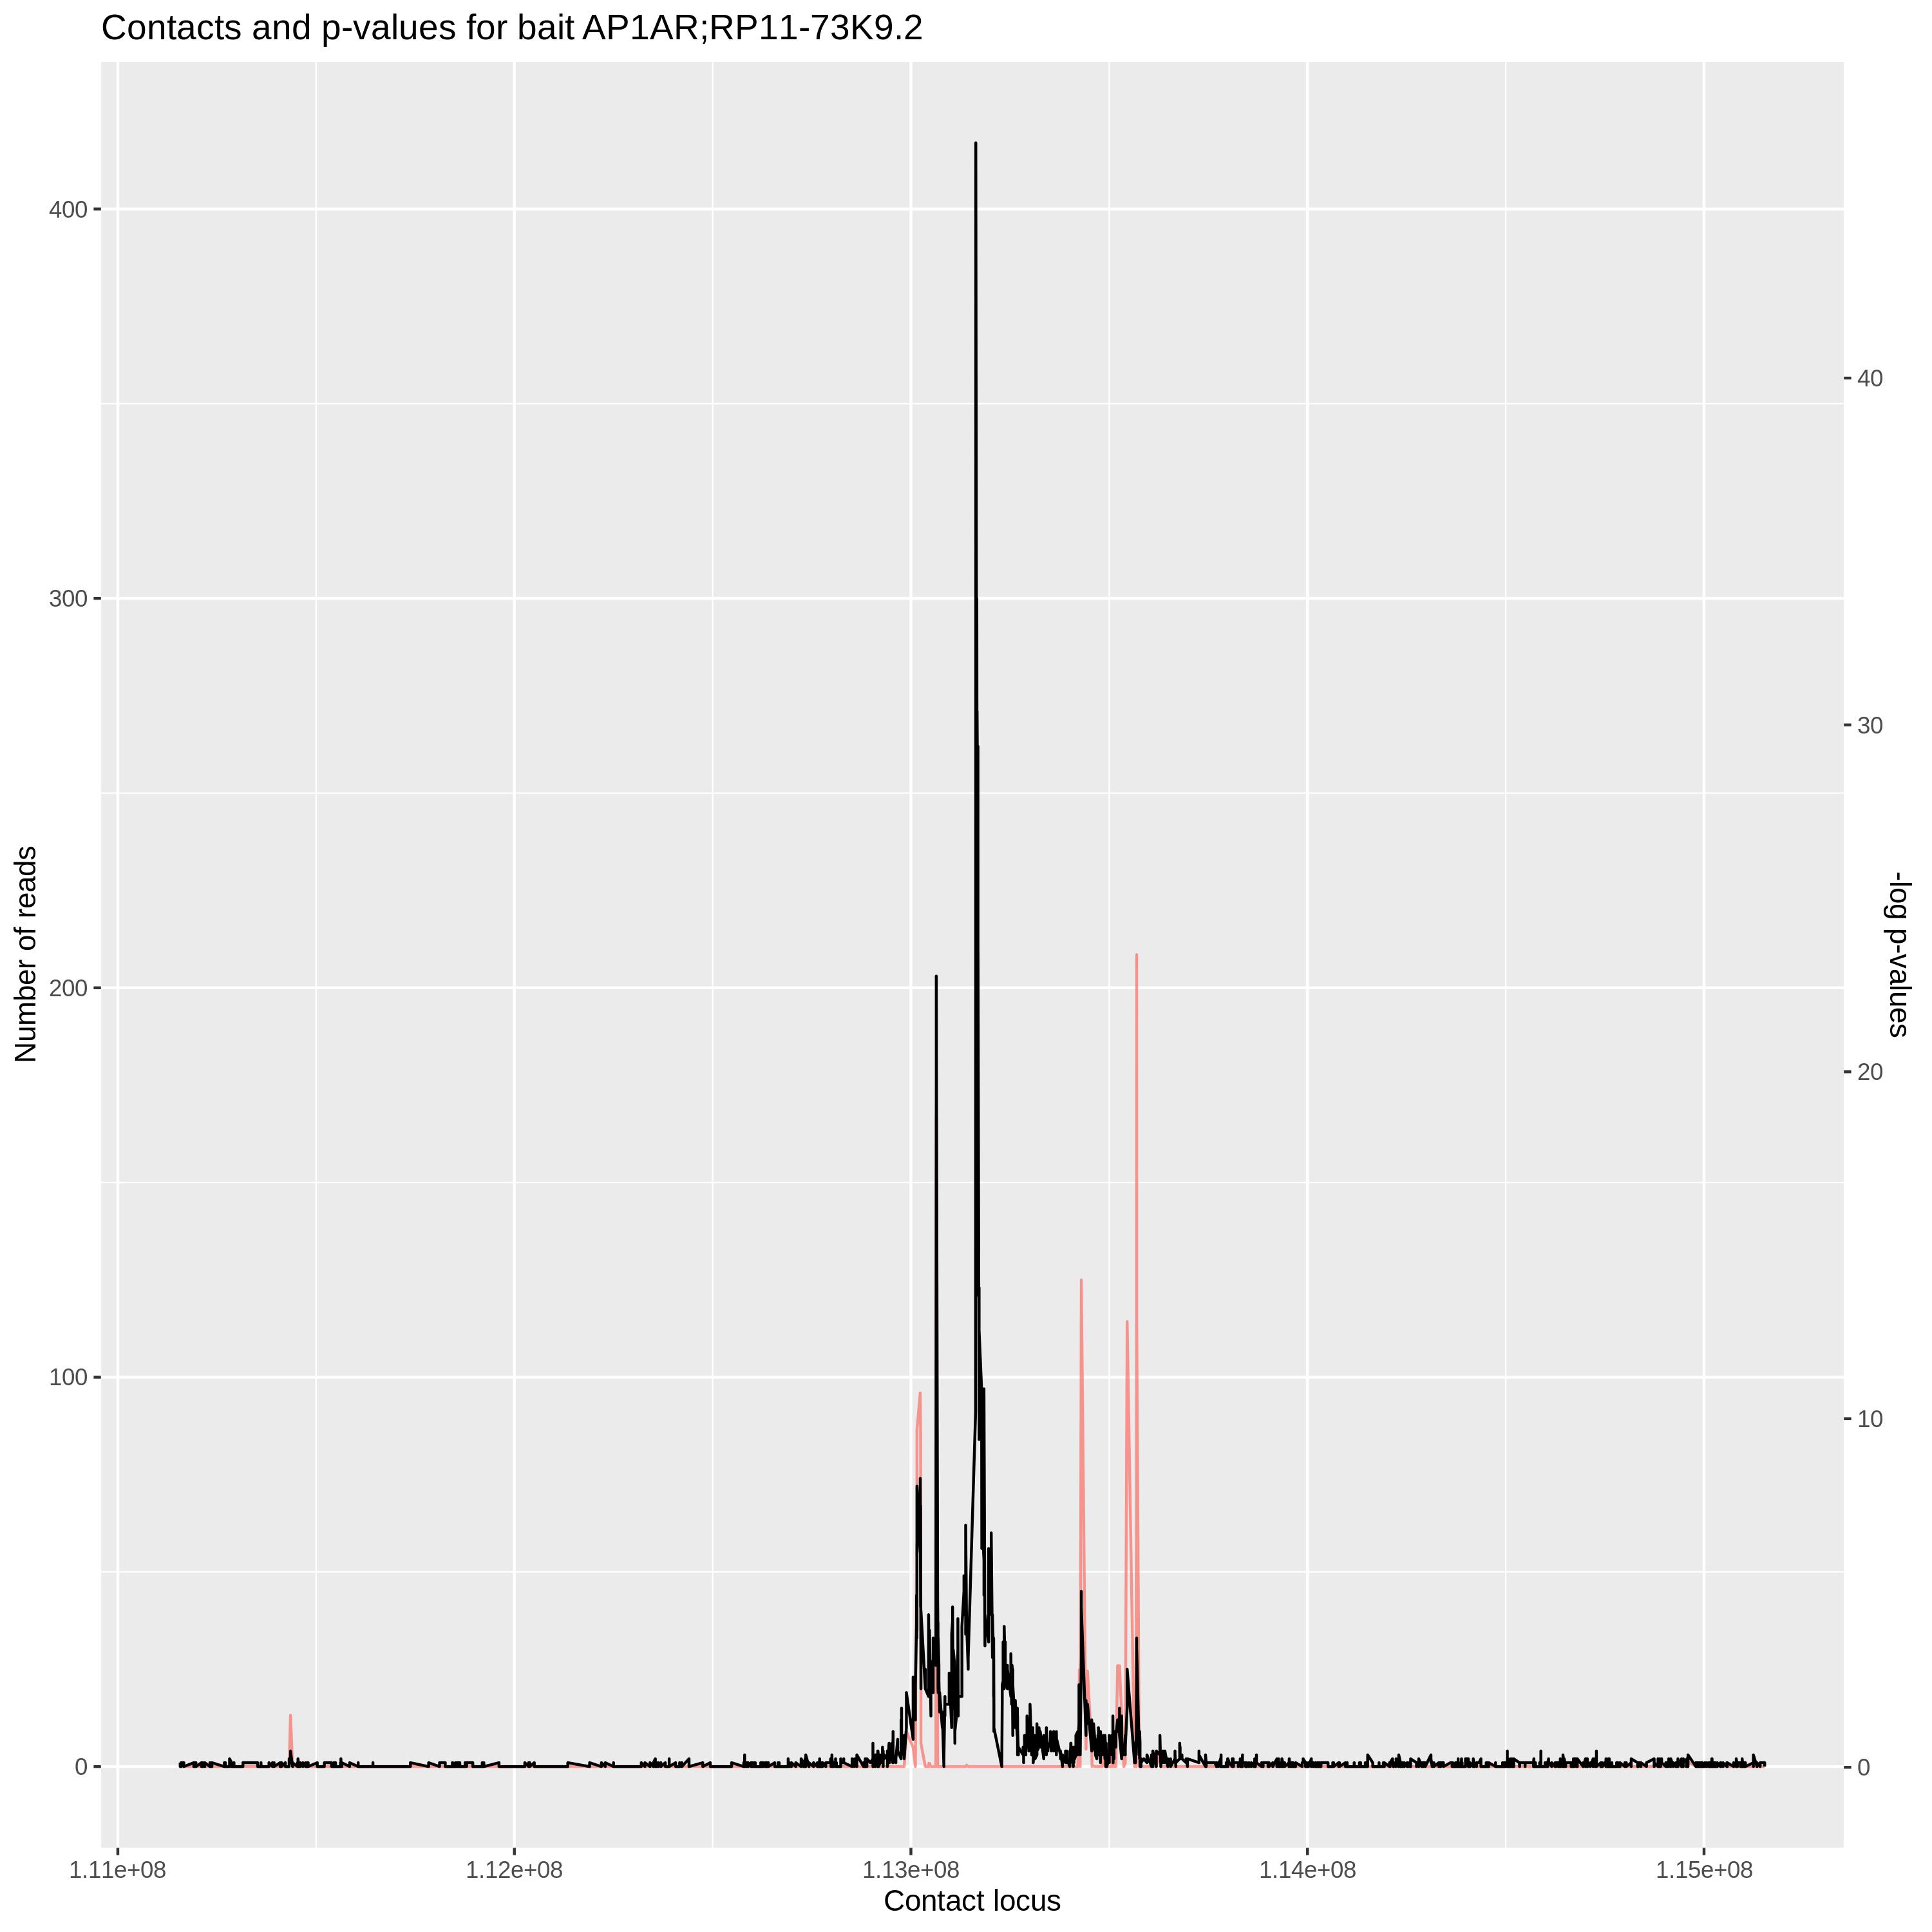 Contacts and p-values for bait AP1AR;RP11-73K9.2
400
300
200
100
0
Number of reads
40
30
20
10
0
-log p-values
1.11e+08
1.12e+08
1.13e+08
1.14e+08
1.15e+08
Contact locus